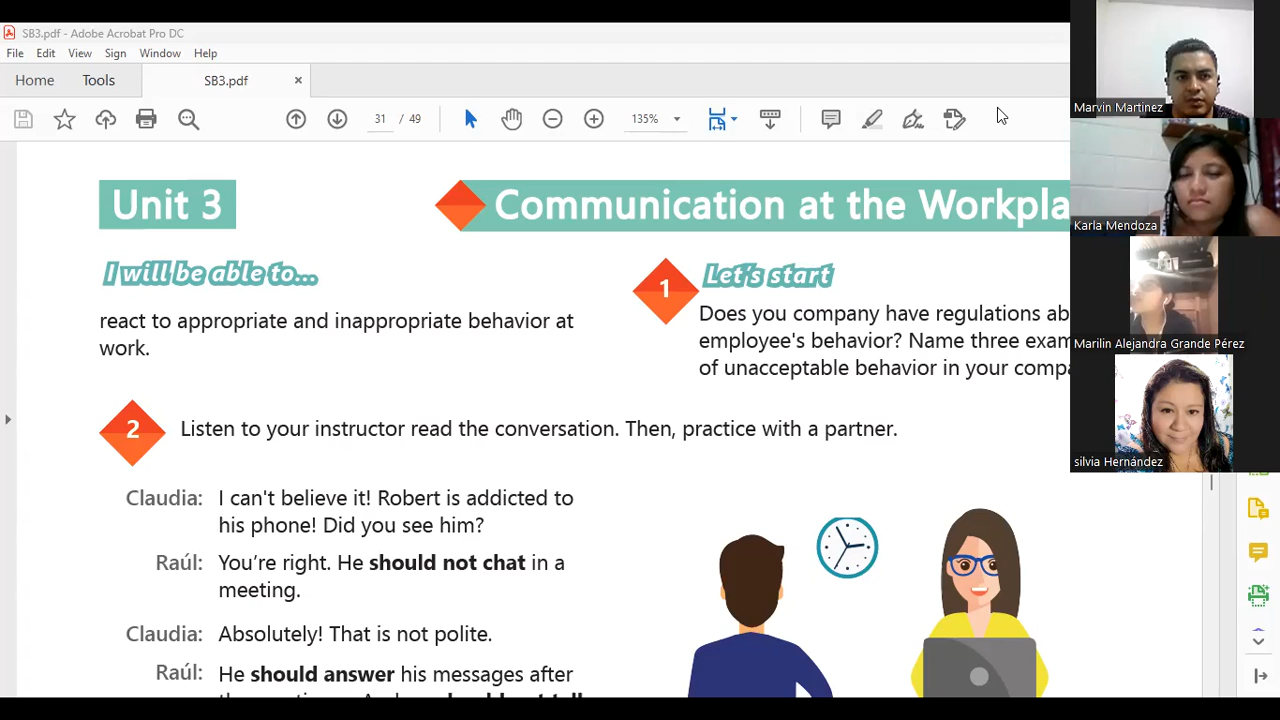 SB3.pdf - Adobe Acrobat Pro DC
File Edit View Sign Window Help
Home Tools SB3.pdf ×
31 / 49 135%
Unit 3
Communication at the Workpla
I will be able to...
react to appropriate and inappropriate behavior at
work.
1
Let's start
Does you company have regulations ab
employee's behavior? Name three exam
of unacceptable behavior in your compa
2
Listen to your instructor read the conversation. Then, practice with a partner.
Claudia: I can't believe it! Robert is addicted to
his phone! Did you see him?
Raúl: You're right. He should not chat in a
meeting.
Claudia: Absolutely! That is not polite.
Raúl: He should answer his messages after
Marvin Martinez
Karla Mendoza
Marilin Alejandra Grande Pérez
silvia Hernández